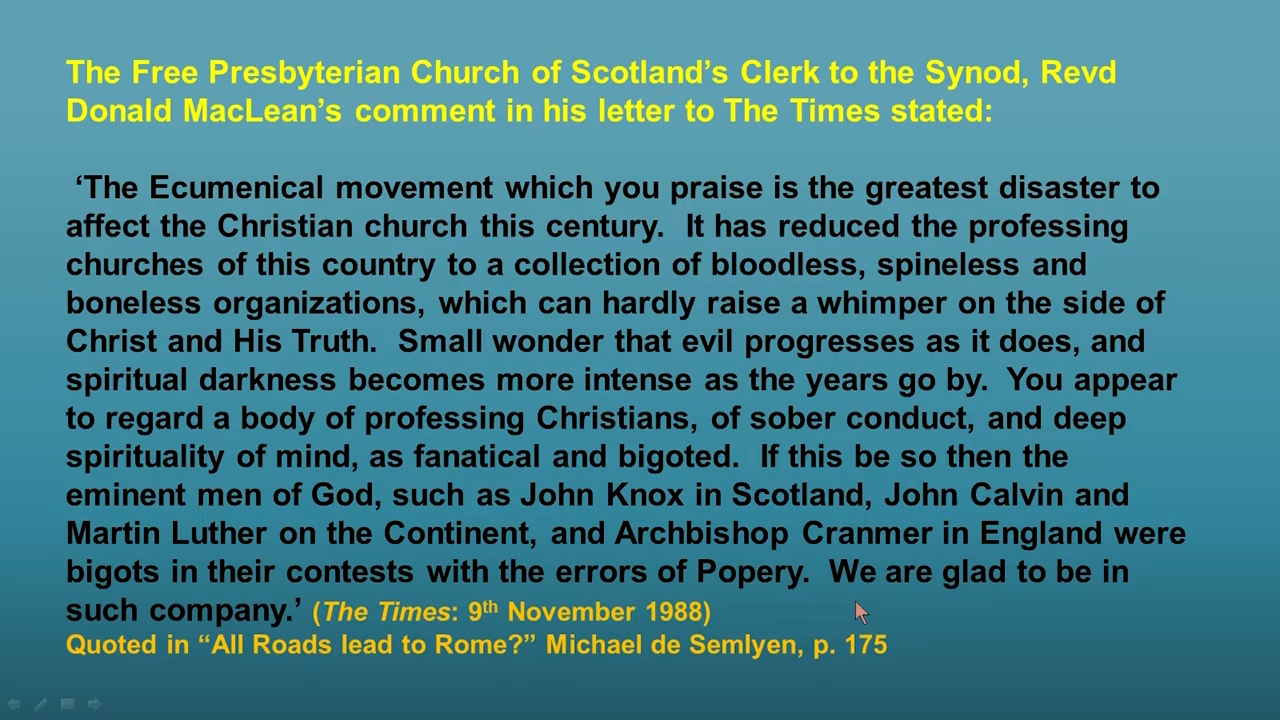 The Free Presbyterian Church of Scotland’s Clerk to the Synod, Revd
Donald MacLean’s comment in his letter to The Times stated:
‘The Ecumenical movement which you praise is the greatest disaster to
affect the Christian church this century.  It has reduced the professing
churches of this country to a collection of bloodless, spineless and
boneless organizations, which can hardly raise a whimper on the side of
Christ and His Truth.  Small wonder that evil progresses as it does, and
spiritual darkness becomes more intense as the years go by.  You appear
to regard a body of professing Christians, of sober conduct, and deep
spirituality of mind, as fanatical and bigoted.  If this be so then the
eminent men of God, such as John Knox in Scotland, John Calvin and
Martin Luther on the Continent, and Archbishop Cranmer in England were
bigots in their contests with the errors of Popery.  We are glad to be in
such company.’ (The Times: 9th November 1988)
Quoted in “All Roads lead to Rome?” Michael de Semlyen, p. 175